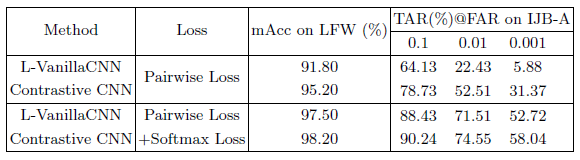 Method Loss mAcc on LFW (%) TAR(%)@FAR on IJB-A
0.1 0.01 0.001
L-VanillaCNN Pairwise Loss 91.80 64.13 22.43 5.88
Contrastive CNN 95.20 78.73 52.51 31.37
L-VanillaCNN Pairwise Loss 97.50 88.43 71.51 52.72
Contrastive CNN +Softmax Loss 98.20 90.24 74.55 58.04